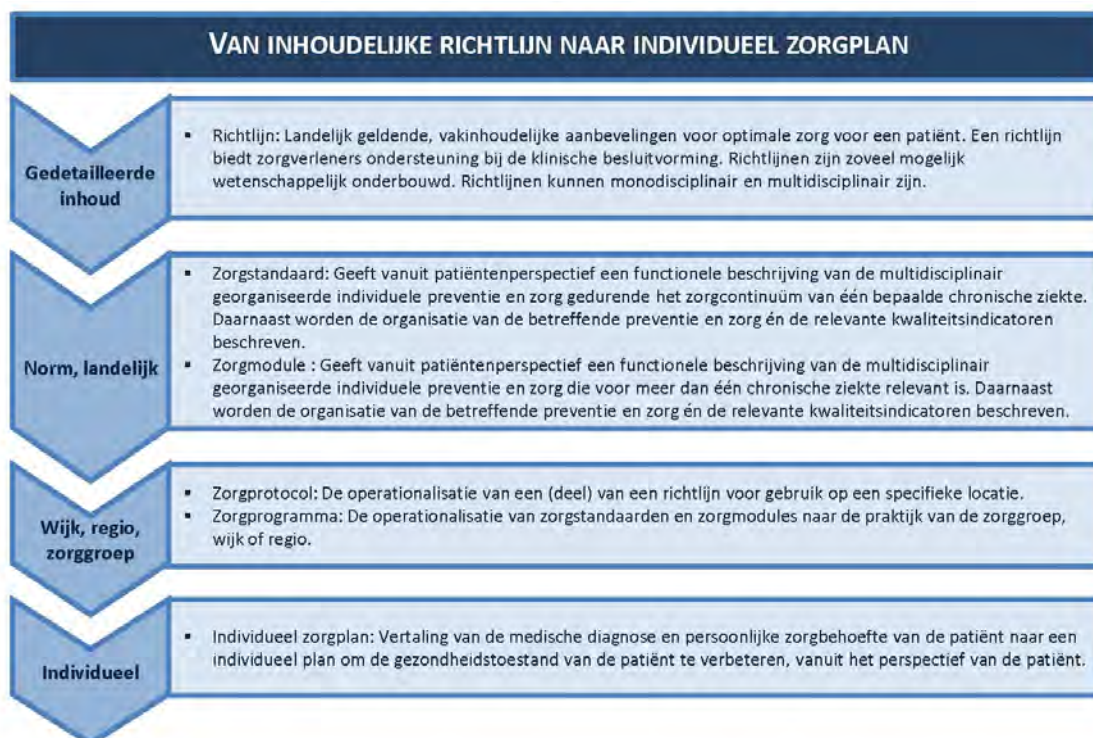 VAN INHOUDELIJKE RICHTLIJN NAAR INDIVIDUEEL ZORGPLAN
Gedetailleerde
inhoud
▪ Richtlijn: Landelijk geldende, vakinhoudelijke aanbevelingen voor optimale zorg voor een patiënt. Een richtlijn
biedt zorgverleners ondersteuning bij de klinische besluitvorming. Richtlijnen zijn zoveel mogelijk
wetenschappelijk onderbouwd. Richtlijnen kunnen monodisciplinair en multidisciplinair zijn.
Norm, landelijk
▪ Zorgstandaard: Geeft vanuit patiëntenperspectief een functionele beschrijving van de multidisciplinair
georganiseerde individuele preventie en zorg gedurende het zorgcontinuüm van één bepaalde chronische ziekte.
Daarnaast worden de organisatie van de betreffende preventie en zorg én de relevante kwaliteitsindicatoren
beschreven.
▪ Zorgmodule : Geeft vanuit patiëntenperspectief een functionele beschrijving van de multidisciplinair
georganiseerde individuele preventie en zorg die voor meer dan één chronische ziekte relevant is. Daarnaast
worden de organisatie van de betreffende preventie en zorg én de relevante kwaliteitsindicatoren beschreven.
Wijk, regio,
zorggroep
▪ Zorgprotocol: De operationalisatie van een (deel) van een richtlijn voor gebruik op een specifieke locatie.
▪ Zorgprogramma: De operationalisatie van zorgstandaarden en zorgmodules naar de praktijk van de zorggroep,
wijk of regio.
Individueel
▪ Individueel zorgplan: Vertaling van de medische diagnose en persoonlijke zorgbehoefte van de patiënt naar een
individueel plan om de gezondheidstoestand van de patiënt te verbeteren, vanuit het perspectief van de patiënt.